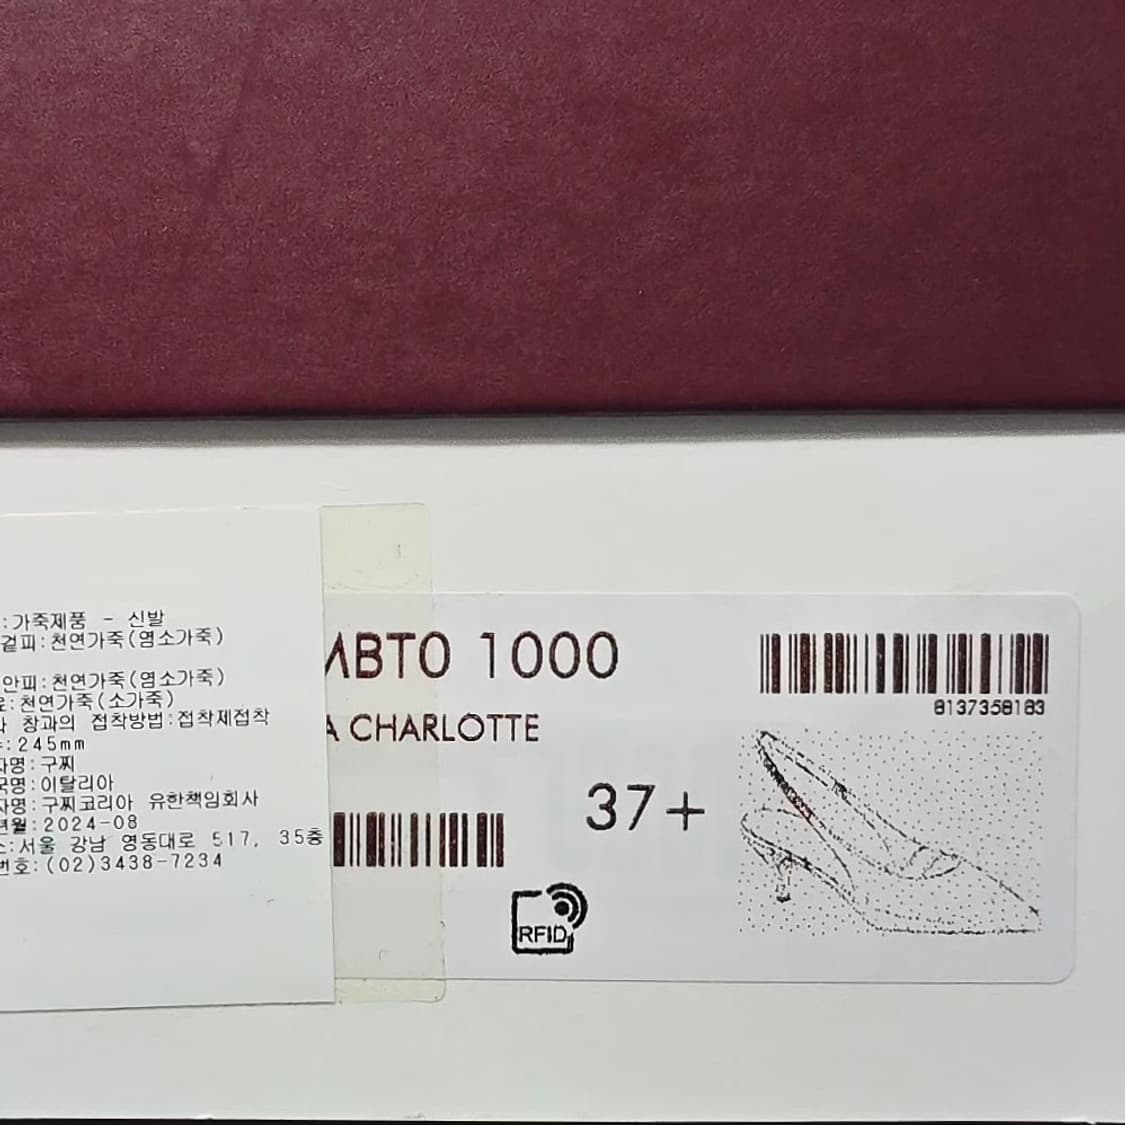 :가죽제품 - 신발
겉피:천연가죽(염소가죽)
안피:천연가죽(염소가죽)
:천연가죽(소가죽)
창과의 접착방법:접착제접착
:245mm
자명:구찌
국명:이탈리아
자명:구찌코리아 유한책임회사
년월:2024-08
소:서울 강남 영동대로 517, 35층
번호:(02)3438-7234
ABT0 1000
A CHARLOTTE
37+
8137358183
RFID